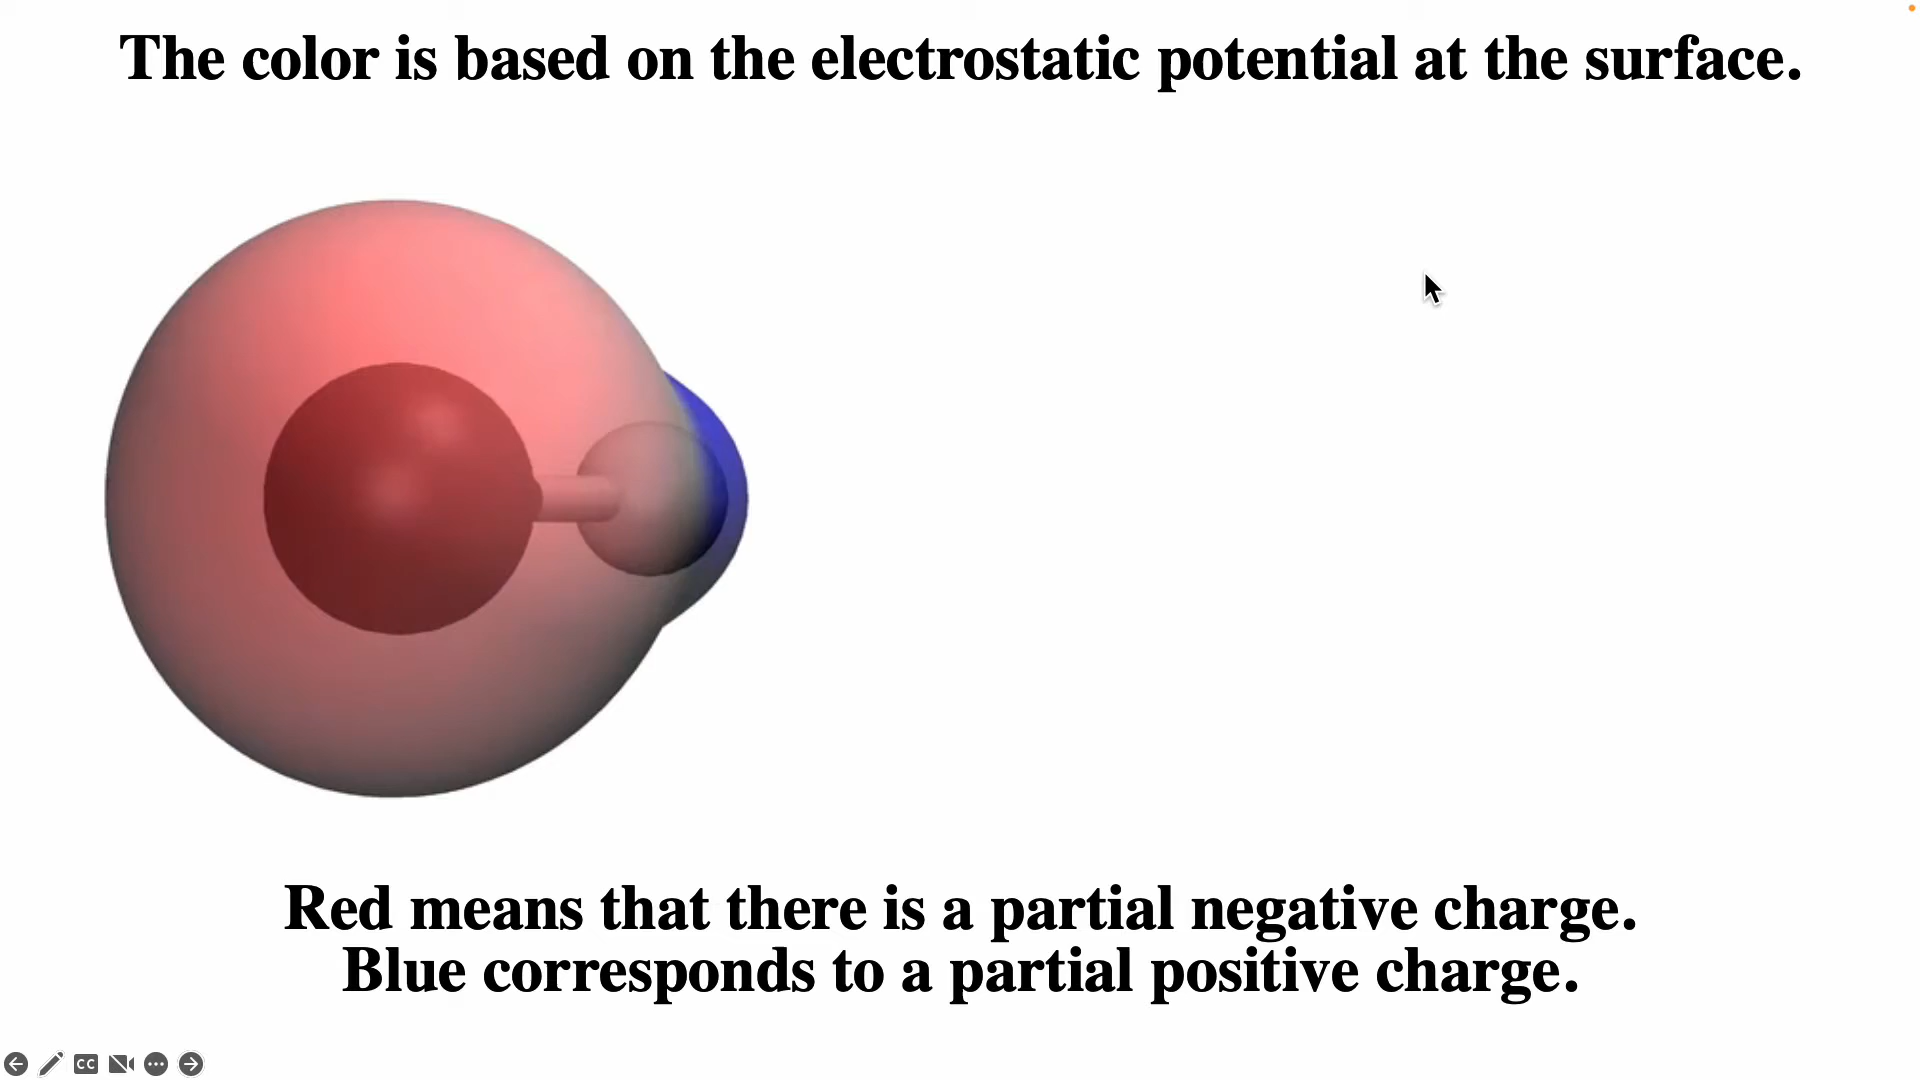 The color is based on the electrostatic potential at the surface.
Red means that there is a partial negative charge.
Blue corresponds to a partial positive charge.
CC